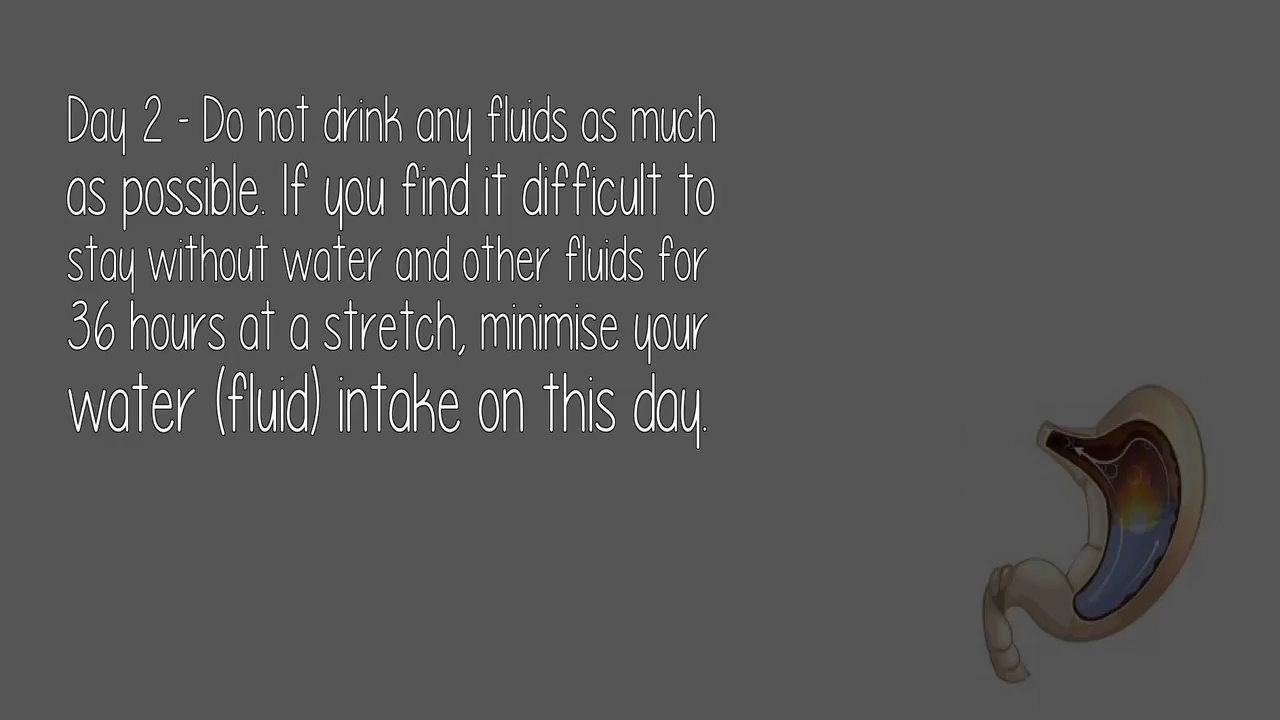 Day 2 - Do not drink any fluids as much
as possible. If you find it difficult to
stay without water and other fluids for
36 hours at a stretch, minimise your
water (fluid) intake on this day.